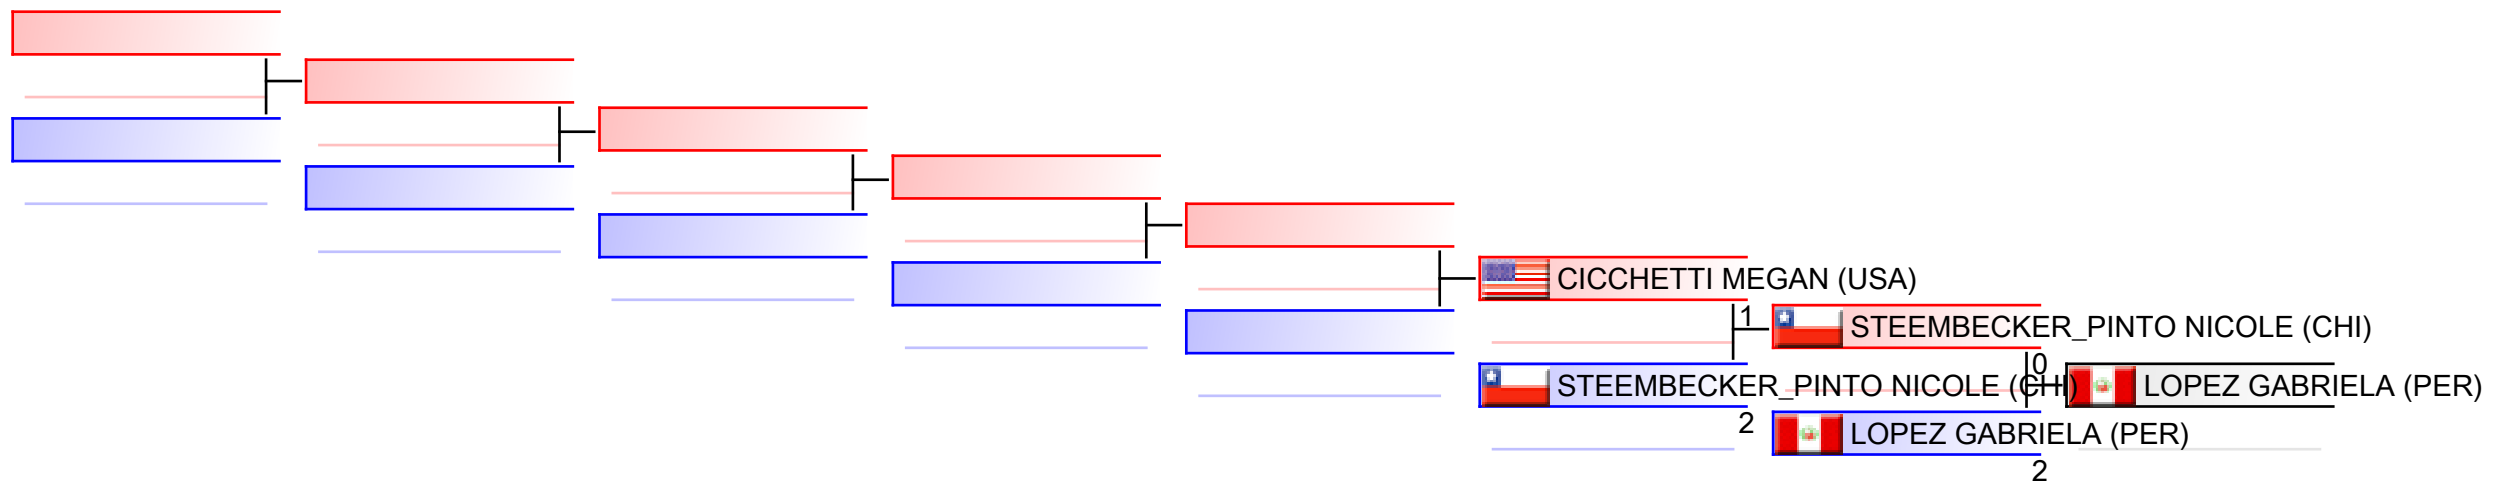 CICCHETTI MEGAN (USA)
1
STEEMBECKER_PINTO NICOLE (CHI)
0
STEEMBECKER_PINTO NICOLE (CHI)
LOPEZ GABRIELA (PER)
2
LOPEZ GABRIELA (PER)
2